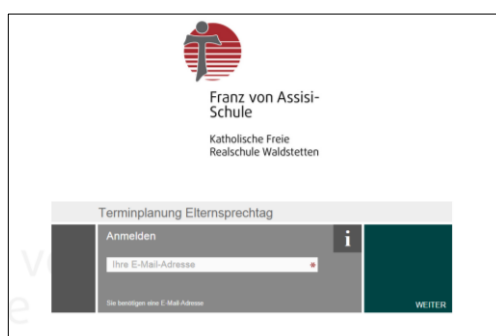 Franz von Assisi-
Schule
Katholische Freie
Realschule Waldstetten
Terminplanung Elternsprechtag
Anmelden
i
Ihre E-Mail-Adresse *
Sie benötigen eine E-Mail-Adresse
WEITER